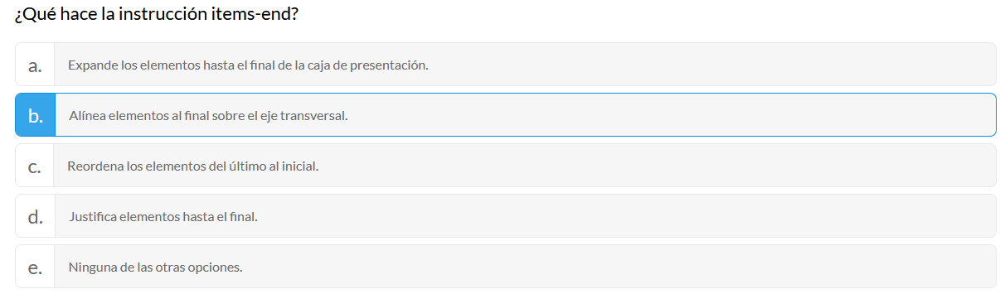 ¿Qué hace la instrucción items-end?
a. Expande los elementos hasta el final de la caja de presentación.
b. Alínea elementos al final sobre el eje transversal.
c. Reordena los elementos del último al inicial.
d. Justifica elementos hasta el final.
e. Ninguna de las otras opciones.